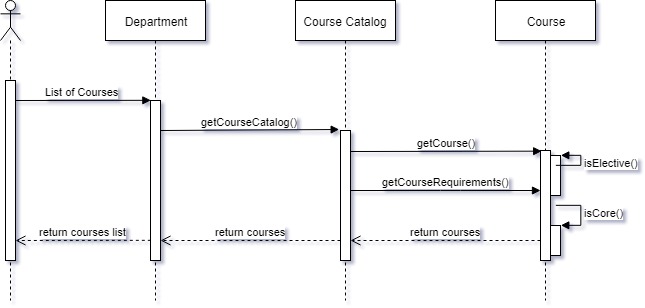 Department
Course Catalog
Course
List of Courses
getCourseCatalog()
getCourse()
isElective()
getCourseRequirements()
isCore()
return courses list
return courses
return courses